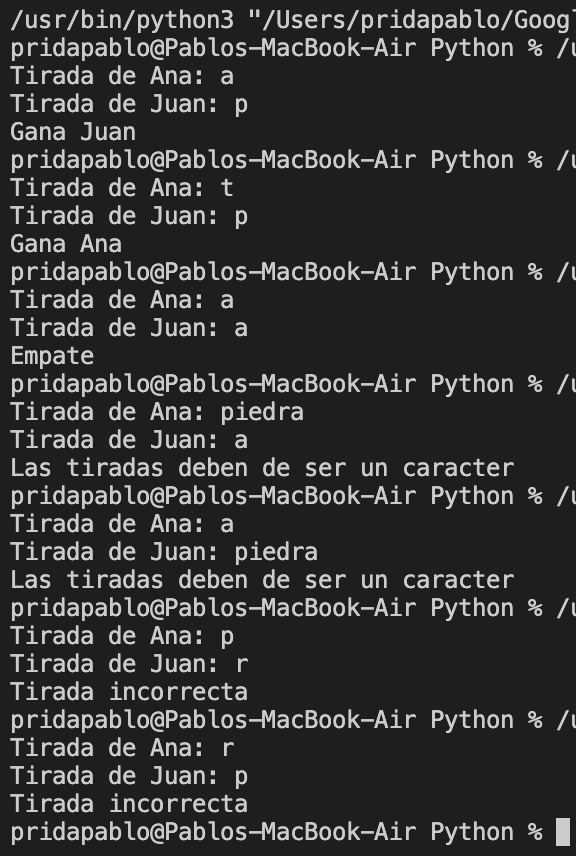 /usr/bin/python3 "/Users/pridapablo/Googl
pridapablo@Pablos-MacBook-Air Python % /u
Tirada de Ana: a
Tirada de Juan: p
Gana Juan
pridapablo@Pablos-MacBook-Air Python % /u
Tirada de Ana: t
Tirada de Juan: p
Gana Ana
pridapablo@Pablos-MacBook-Air Python % /u
Tirada de Ana: a
Tirada de Juan: a
Empate
pridapablo@Pablos-MacBook-Air Python % /u
Tirada de Ana: piedra
Tirada de Juan: a
Las tiradas deben de ser un caracter
pridapablo@Pablos-MacBook-Air Python % /u
Tirada de Ana: a
Tirada de Juan: piedra
Las tiradas deben de ser un caracter
pridapablo@Pablos-MacBook-Air Python % /u
Tirada de Ana: p
Tirada de Juan: r
Tirada incorrecta
pridapablo@Pablos-MacBook-Air Python % /u
Tirada de Ana: r
Tirada de Juan: p
Tirada incorrecta
pridapablo@Pablos-MacBook-Air Python %